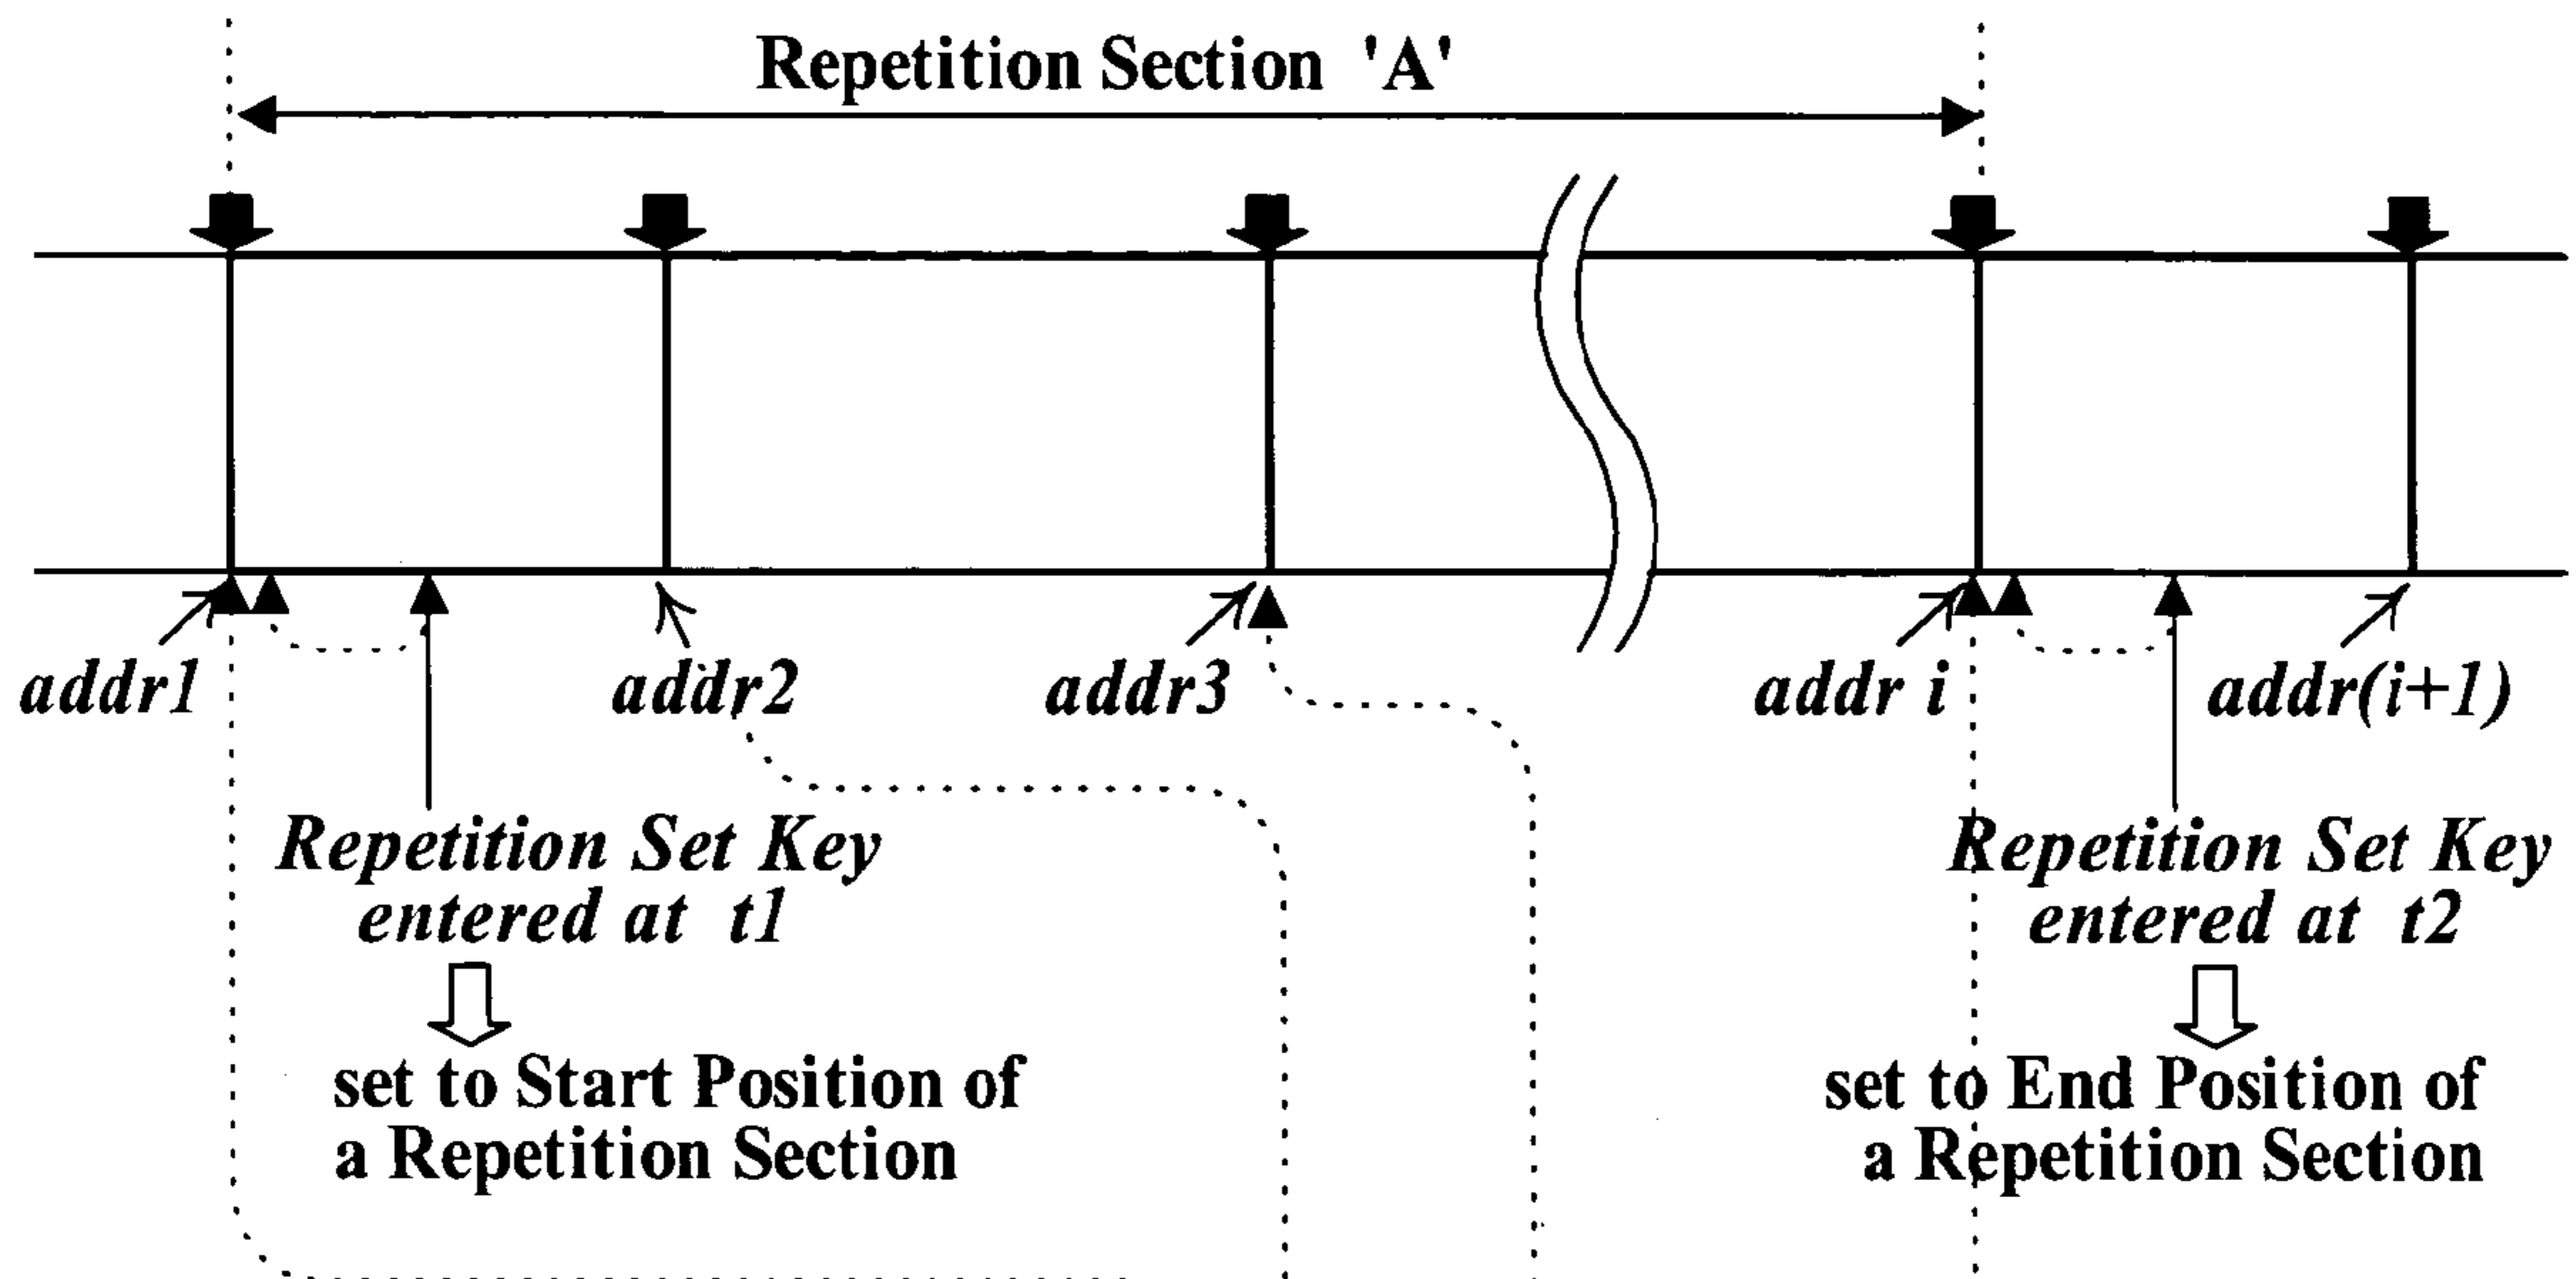 Repetition Section 'A'
addr1
addr2
addr3
addr i
addr(i+1)
Repetition Set Key
entered at t1
set to Start Position of
a Repetition Section
Repetition Set Key
entered at t2
set to End Position of
a Repetition Section